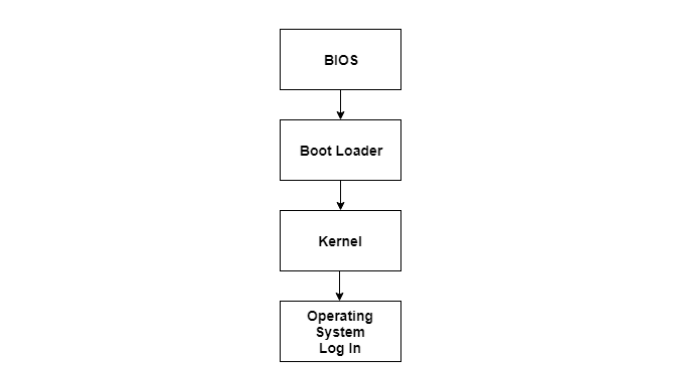 BIOS
Boot Loader
Kernel
Operating
System
Log In